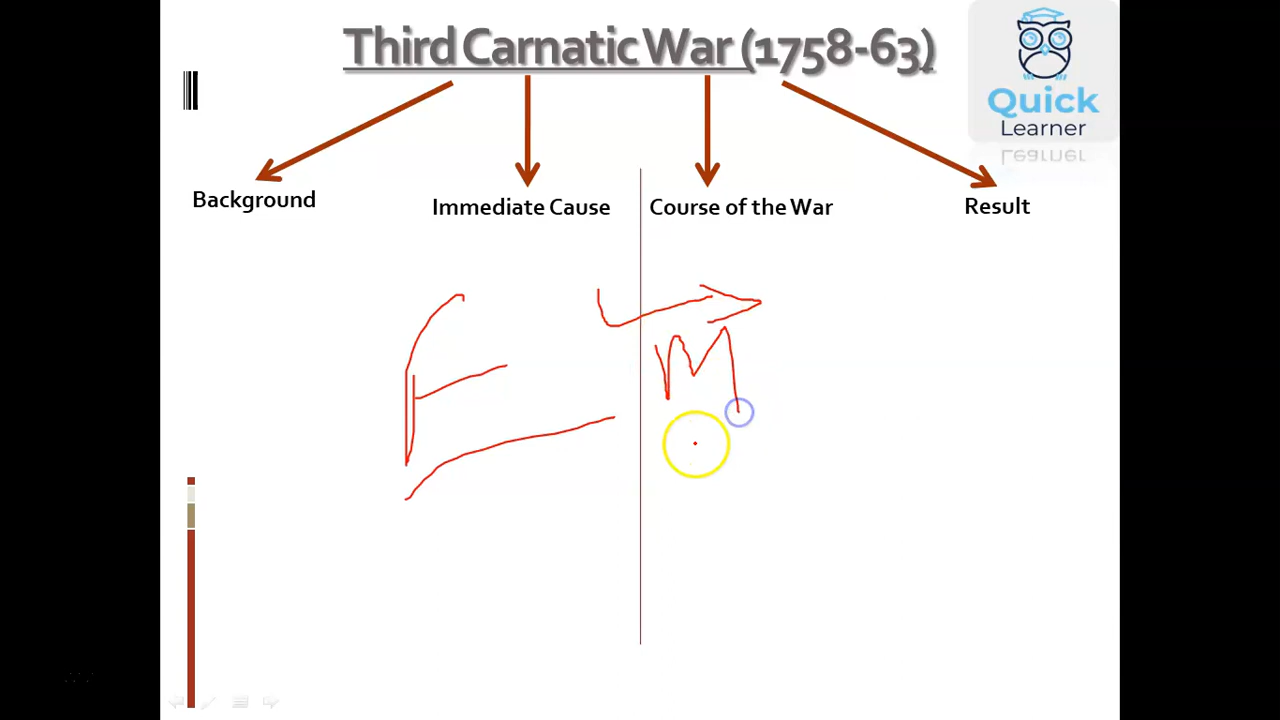 Third Carnatic War (1758-63)
Quick
Learner
Background
Immediate Cause
Course of the War
Result
E
M